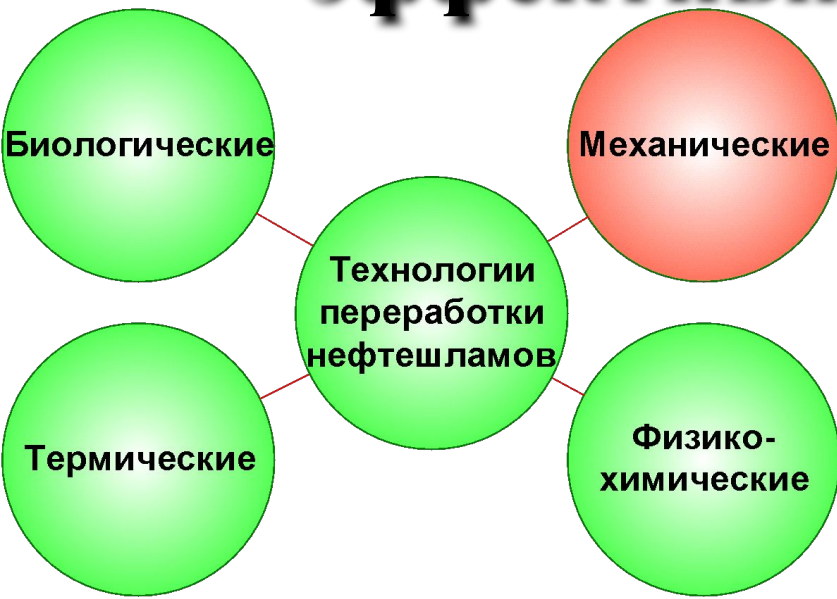 Биологические
Механические
Технологии
переработки
нефтешламов
Термические
Физико-
химические